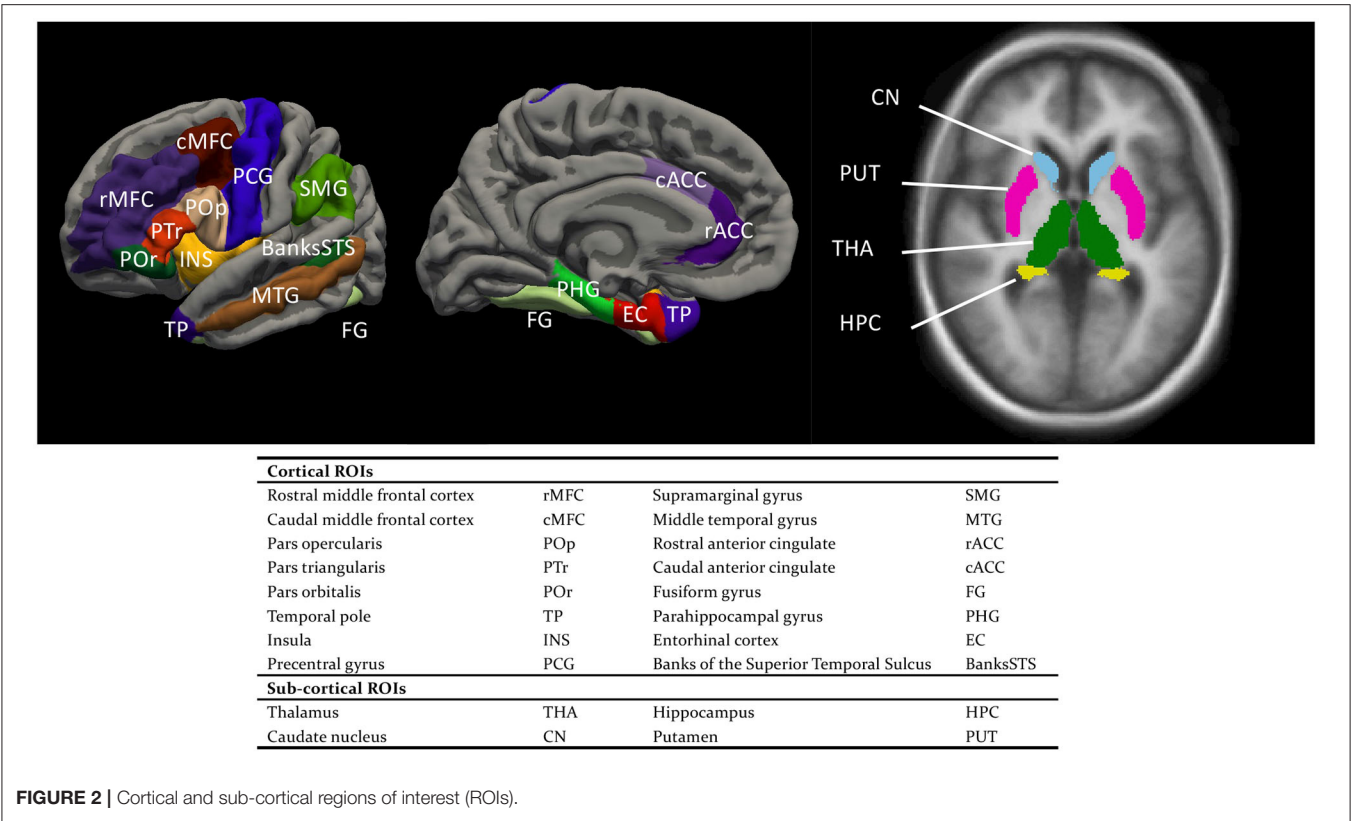 cMFC
PCG
SMG
rMFC
POp
PTr
POr
INS
BanksSTS
MTG
TP
FG
cACC
rACC
PHG
FG
EC
TP
CN
PUT
THA
HPC
Cortical ROIs
Rostral middle frontal cortex rMFC Supramarginal gyrus SMG
Caudal middle frontal cortex cMFC Middle temporal gyrus MTG
Pars opercularis POp Rostral anterior cingulate rACC
Pars triangularis PTr Caudal anterior cingulate cACC
Pars orbitalis POr Fusiform gyrus FG
Temporal pole TP Parahippocampal gyrus PHG
Insula INS Entorhinal cortex EC
Precentral gyrus PCG Banks of the Superior Temporal Sulcus BanksSTS
Sub-cortical ROIs
Thalamus THA Hippocampus HPC
Caudate nucleus CN Putamen PUT
FIGURE 2 | Cortical and sub-cortical regions of interest (ROIs).